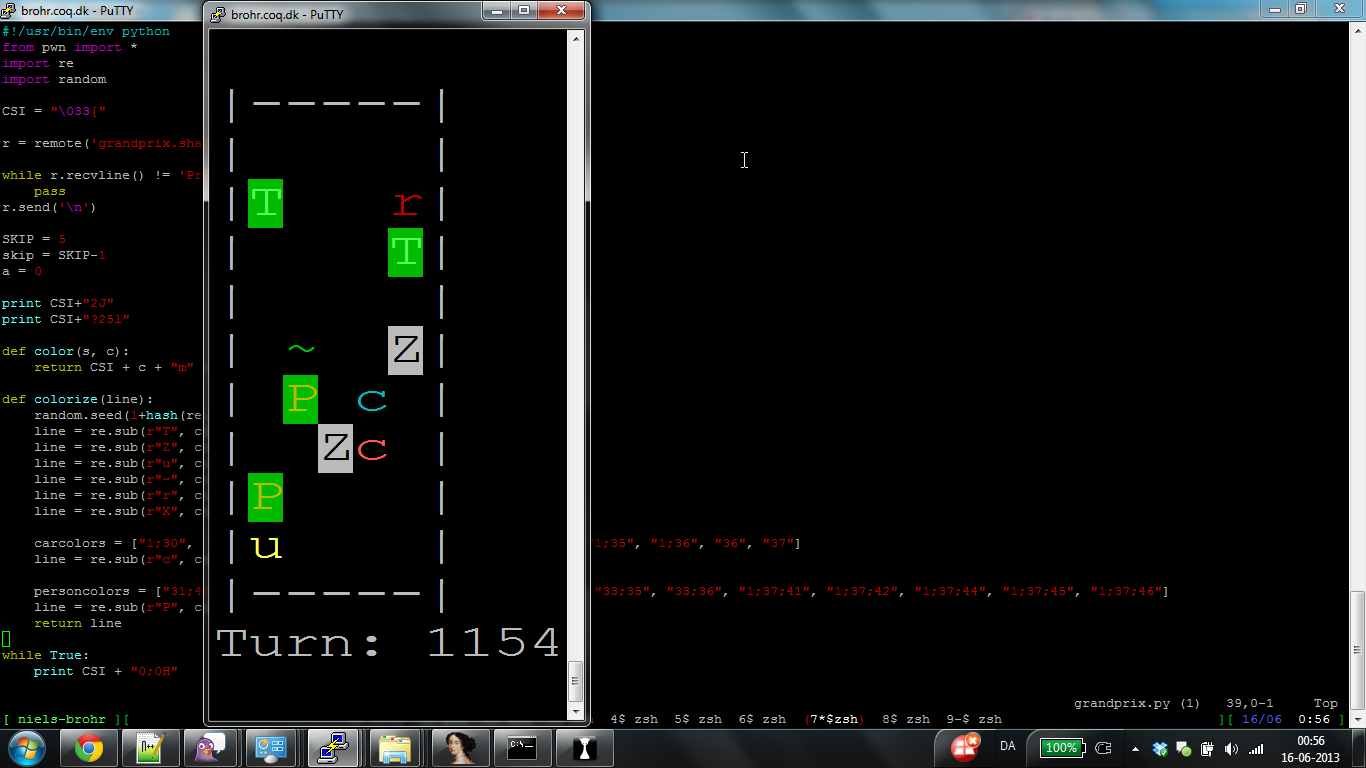 brohr.coq.dk - PuTTY
#!/usr/bin/env python
from pwn import *
import re
import random
CSI = "\033["
r = remote('grandprix.sha
while r.recvline() != 'Pr
pass
r.send('\n')
SKIP = 5
skip = SKIP-1
a = 0
print CSI+"2J"
print CSI+"?25l"
def color(s, c):
return CSI + c + "m"
def colorize(line):
random.seed(1+hash(re
line = re.sub(r"T", c
line = re.sub(r"Z", c
line = re.sub(r"u", c
line = re.sub(r"~", c
line = re.sub(r"r", c
line = re.sub(r"X", c
carcolors = ["1;30", 1;35", "1;36", "36", "37"]
line = re.sub(r"c", c
personcolors = ["31;4 "33;35", "33;36", "1;37;41", "1;37;42", "1;37;44", "1;37;45", "1;37;46"]
line = re.sub(r"P", c
return line
while True:
print CSI + "0;0H"
grandprix.py (1) 39,0-1 Top
[ niels-brohr ][ 4$ zsh 5$ zsh 6$ zsh (7*$zsh) 8$ zsh 9-$ zsh ][ 16/06 0:56 ]
brohr.coq.dk - PuTTY
| ----- |
| |
| T r |
| T |
| |
| ~ Z |
| P c |
| Z c |
| P |
| u |
| ----- |
Turn: 1154
DA 100% 00:56
16-06-2013